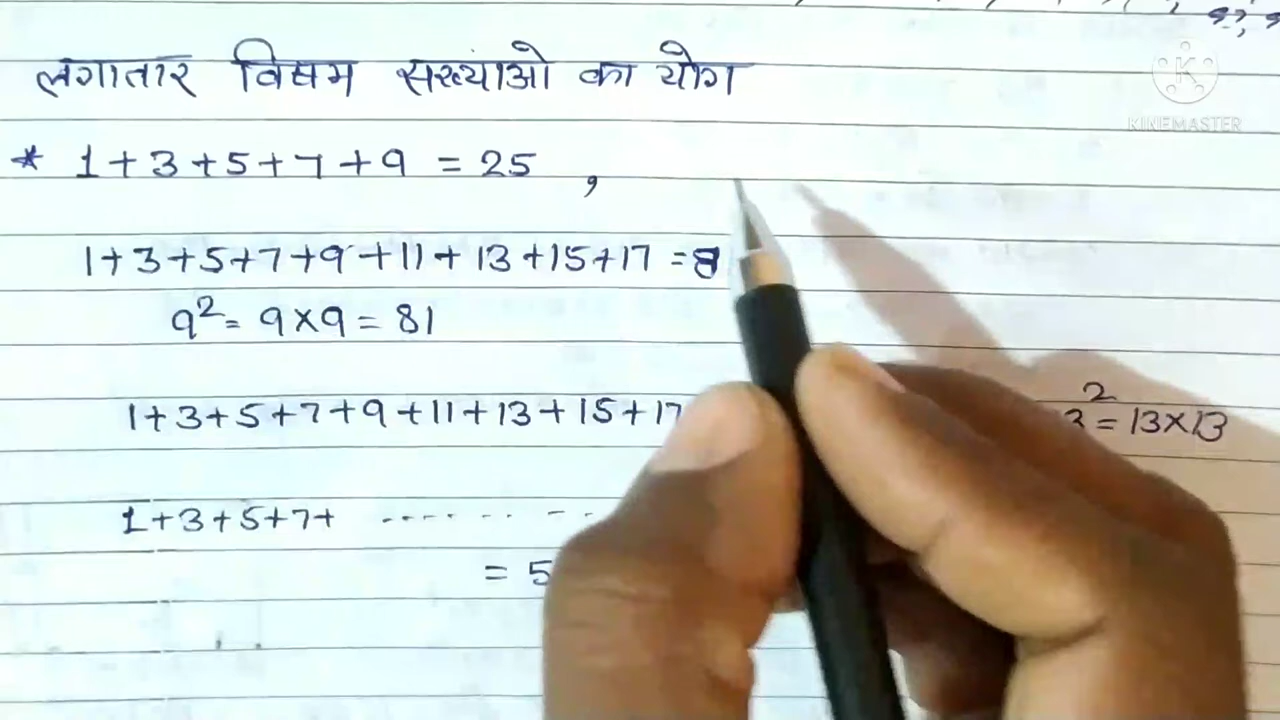 लगातार विषम सख्यांओ का योग
KINEMASTER
* 1+3+5+7+9 = 25 ,
1+3+5+7+9+11+13+15+17 = 8
9² = 9×9 = 81
1+3+5+7+9+11+13+15+17 3² = 13×13
1+3+5+7+ ........
= 5